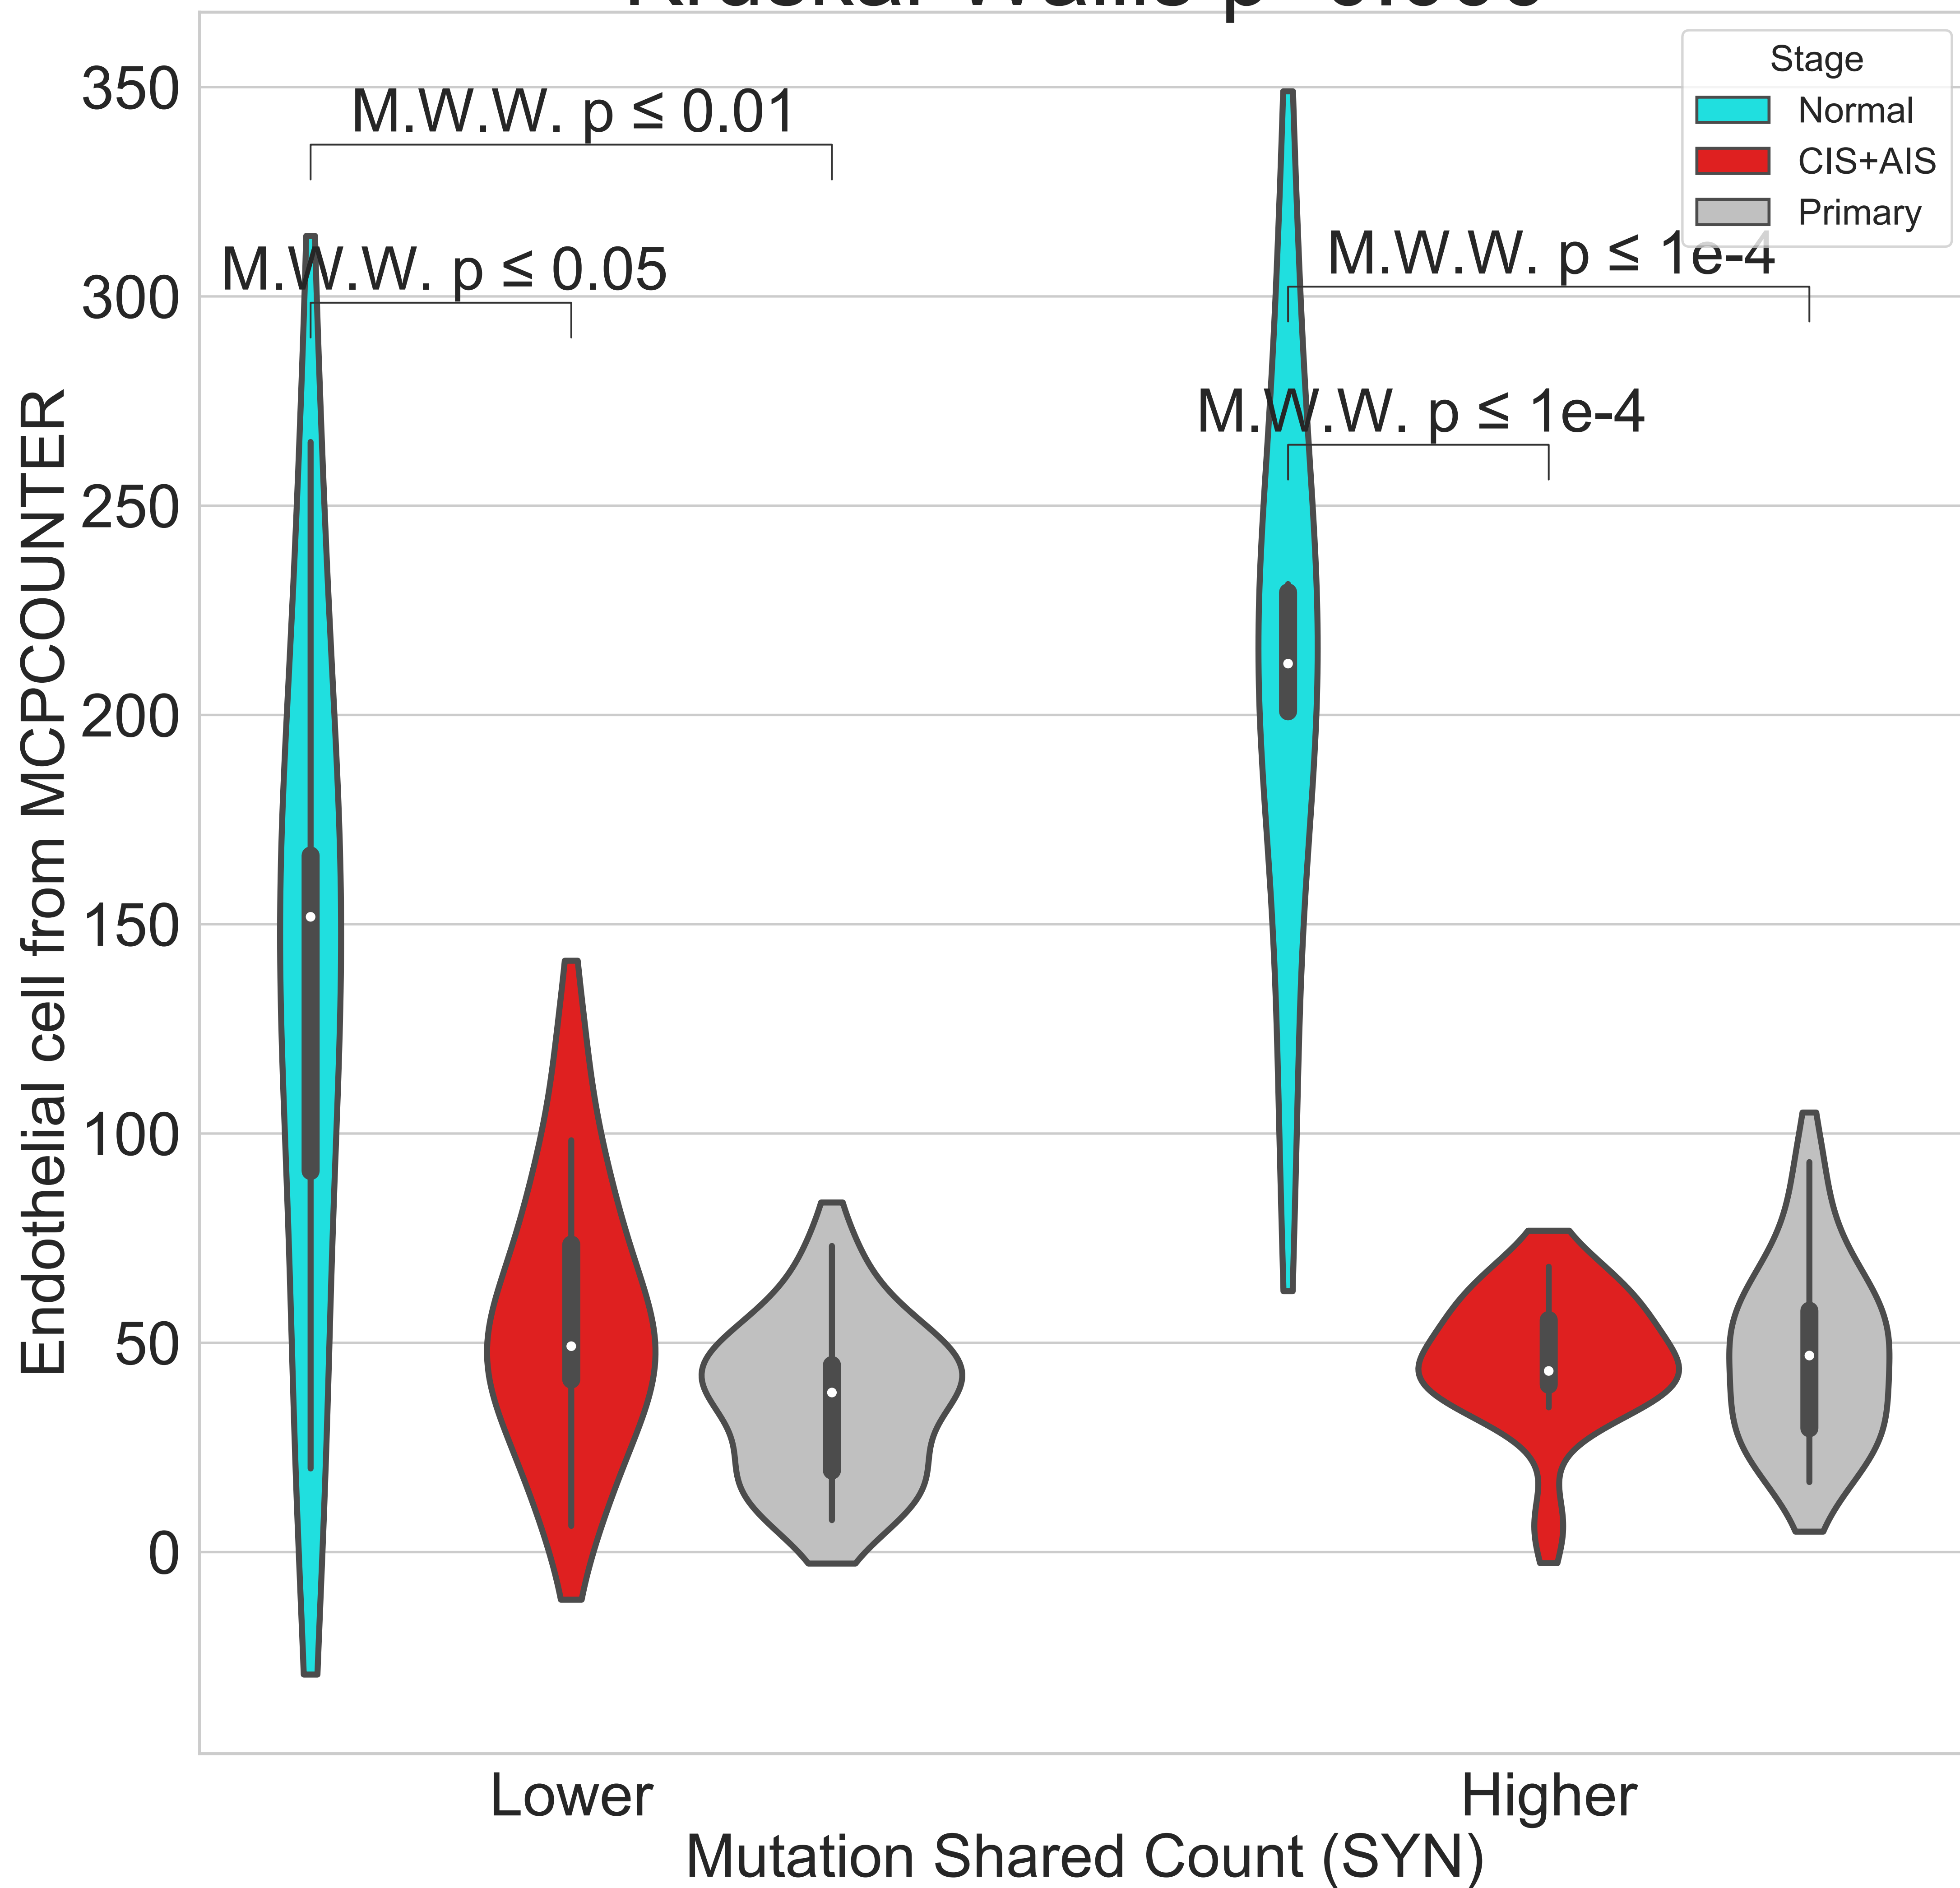 Stage
Normal
CIS+AIS
Primary
M.W.W. p ≤ 0.01
M.W.W. p ≤ 0.05
M.W.W. p ≤ 1e-4
M.W.W. p ≤ 1e-4
Endothelial cell from MCPCOUNTER
350
300
250
200
150
100
50
0
Lower
Higher
Mutation Shared Count (SYN)